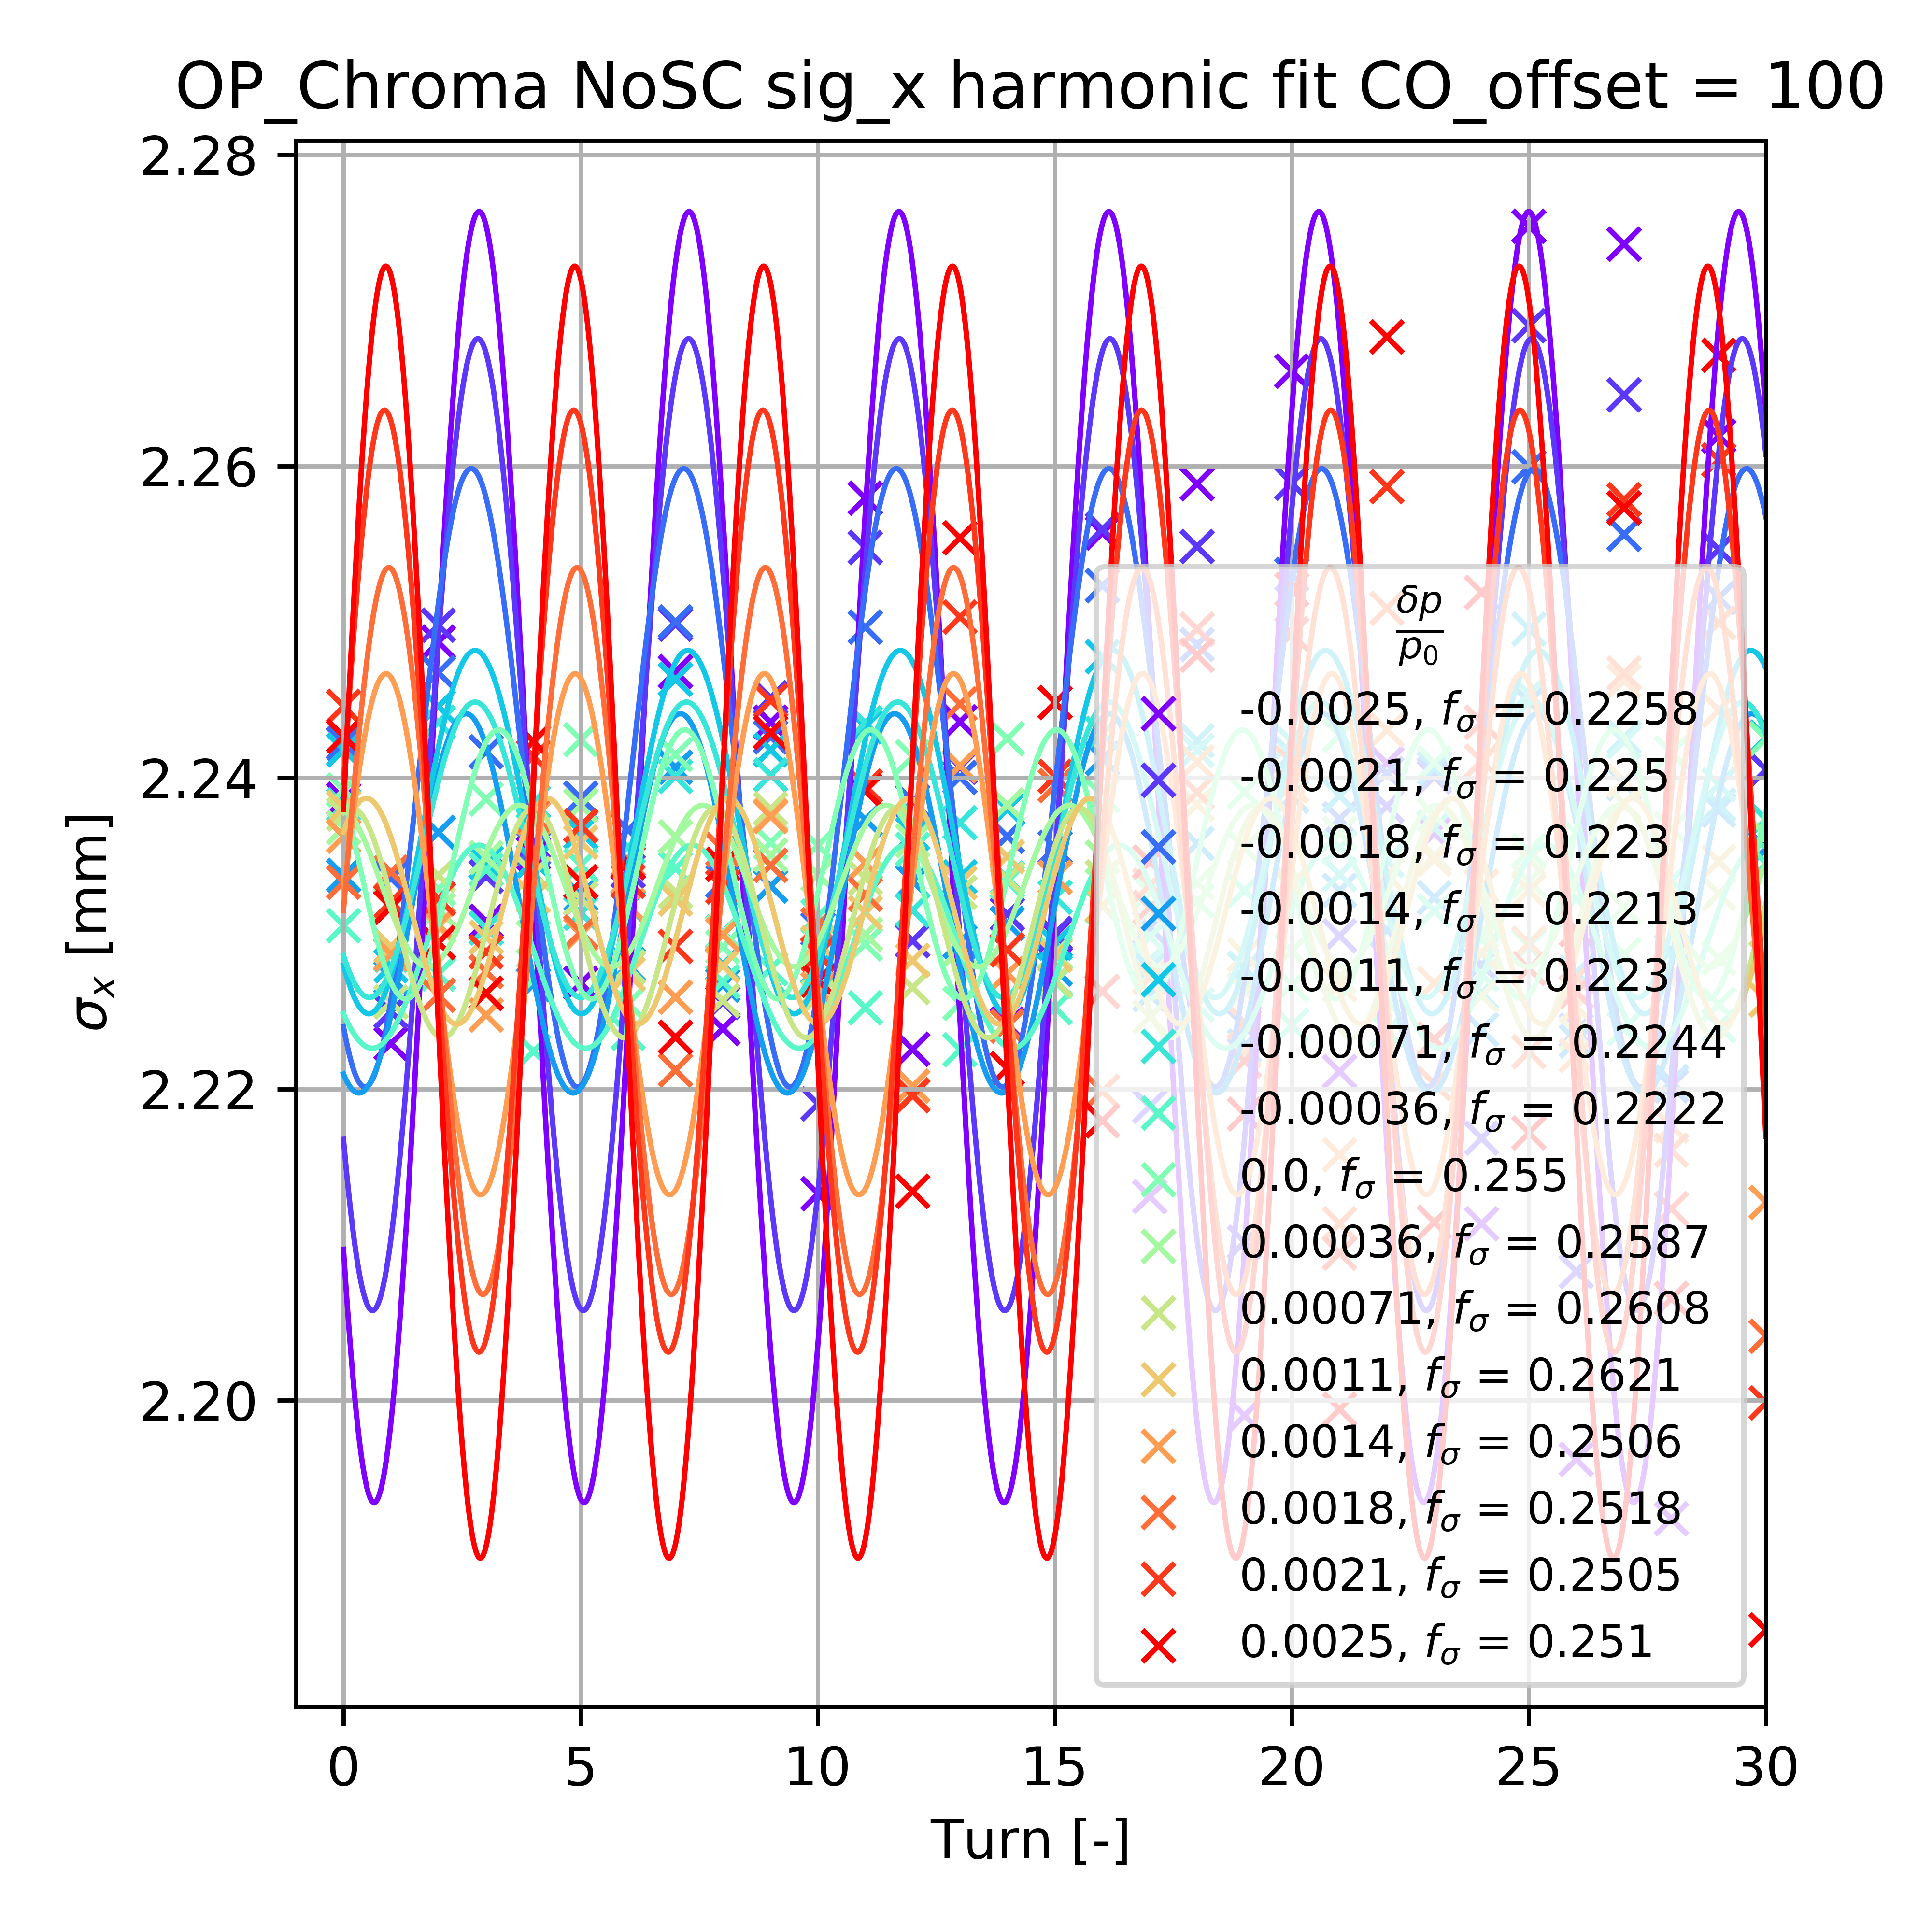 OP_Chroma NoSC sig_x harmonic fit CO_offset = 100
2.28
2.26
2.24
2.22
2.20
σx [mm]
δp
p0
-0.0025, fσ = 0.2258
-0.0021, fσ = 0.225
-0.0018, fσ = 0.223
-0.0014, fσ = 0.2213
-0.0011, fσ = 0.223
-0.00071, fσ = 0.2244
-0.00036, fσ = 0.2222
0.0, fσ = 0.255
0.00036, fσ = 0.2587
0.00071, fσ = 0.2608
0.0011, fσ = 0.2621
0.0014, fσ = 0.2506
0.0018, fσ = 0.2518
0.0021, fσ = 0.2505
0.0025, fσ = 0.251
0 5 10 15 20 25 30
Turn [-]